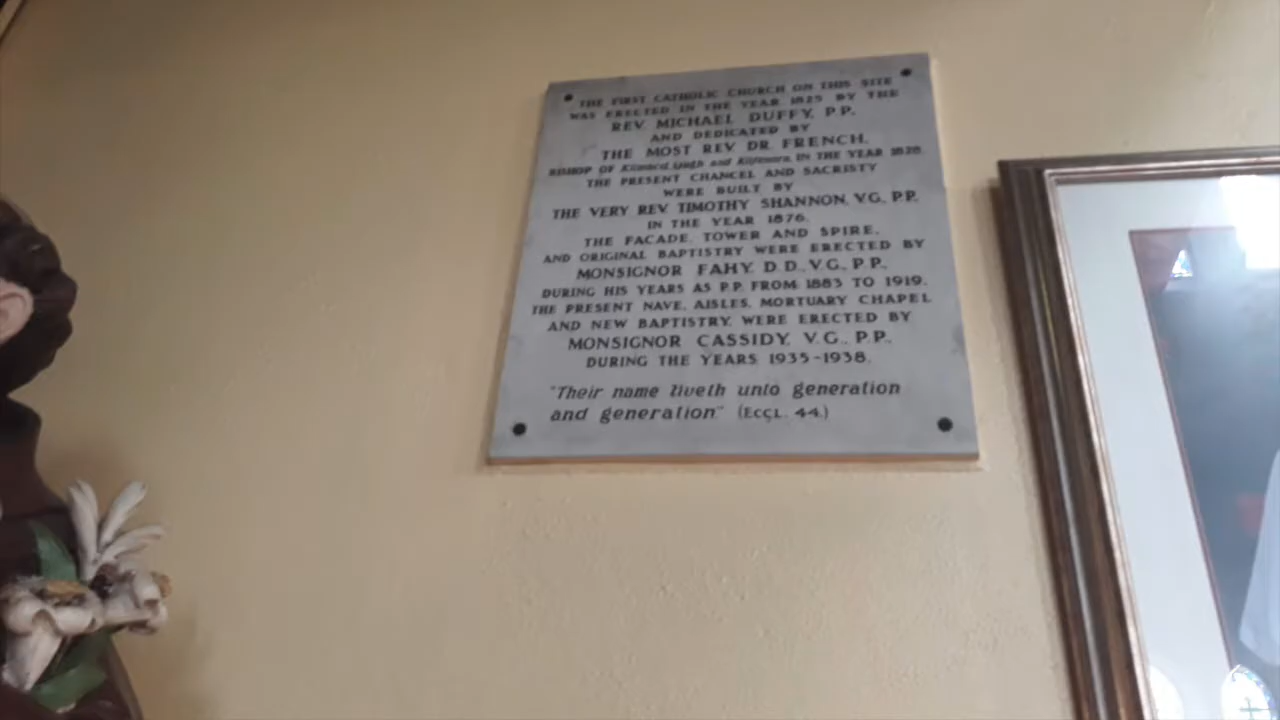 THE FIRST CATHOLIC CHURCH ON THIS SITE
WAS ERECTED IN THE YEAR 1825 BY THE
REV. MICHAEL DUFFY, P.P.
AND DEDICATED BY
THE MOST REV. DR. FRENCH,
BISHOP OF Kilmacduagh and Kilfenora, IN THE YEAR 1828.
THE PRESENT CHANCEL AND SACRISTY
WERE BUILT BY
THE VERY REV. TIMOTHY SHANNON, V.G., P.P.,
IN THE YEAR 1876.
THE FACADE, TOWER AND SPIRE,
AND ORIGINAL BAPTISTRY WERE ERECTED BY
MONSIGNOR FAHY, D.D., V.G., P.P.,
DURING HIS YEARS AS P.P. FROM 1883 TO 1919.
THE PRESENT NAVE, AISLES, MORTUARY CHAPEL
AND NEW BAPTISTRY, WERE ERECTED BY
MONSIGNOR CASSIDY, V.G., P.P.,
DURING THE YEARS 1935-1938.
"Their name liveth unto generation
and generation" (ECCL. 44.)